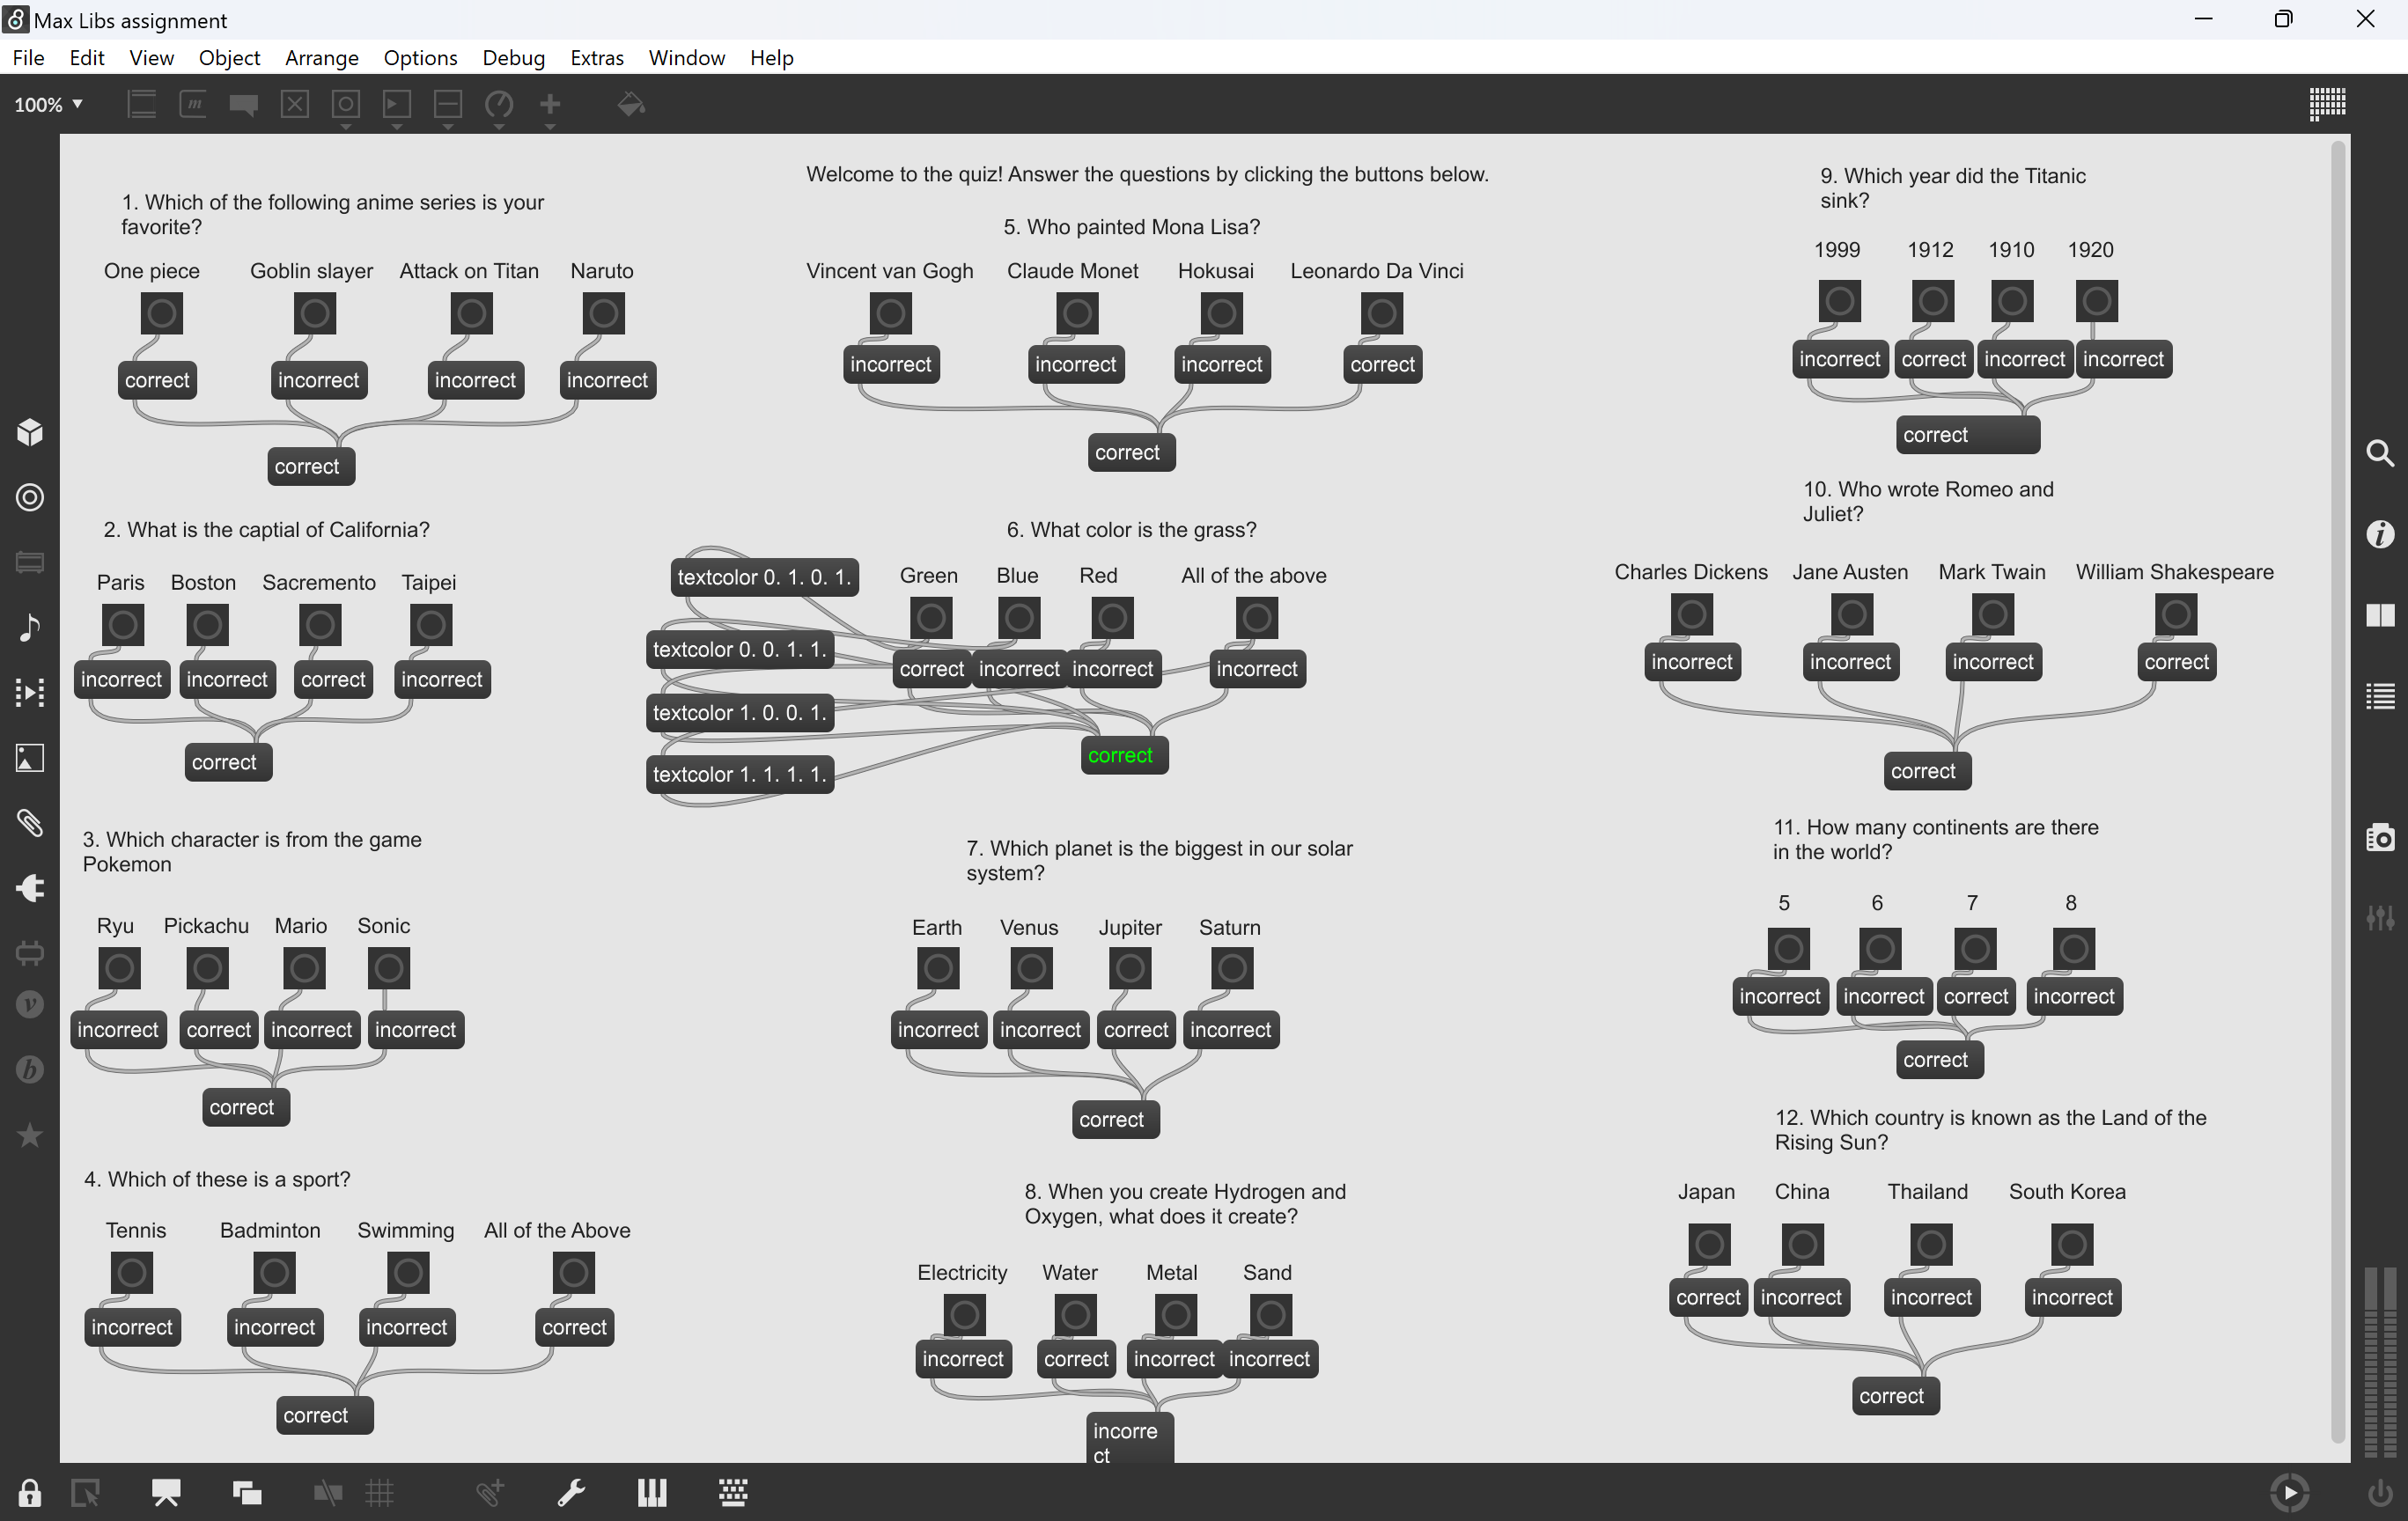 Max Libs assignment
File Edit View Object Arrange Options Debug Extras Window Help
100%
Welcome to the quiz! Answer the questions by clicking the buttons below.
1. Which of the following anime series is your
favorite?
One piece Goblin slayer Attack on Titan Naruto
correct incorrect incorrect incorrect
correct
2. What is the captial of California?
Paris Boston Sacremento Taipei
incorrect incorrect correct incorrect
correct
3. Which character is from the game
Pokemon
Ryu Pickachu Mario Sonic
incorrect correct incorrect incorrect
correct
4. Which of these is a sport?
Tennis Badminton Swimming All of the Above
incorrect incorrect incorrect correct
correct
5. Who painted Mona Lisa?
Vincent van Gogh Claude Monet Hokusai Leonardo Da Vinci
incorrect incorrect incorrect correct
correct
6. What color is the grass?
Green Blue Red All of the above
textcolor 0. 1. 0. 1.
textcolor 0. 0. 1. 1.
correct incorrect incorrect incorrect
textcolor 1. 0. 0. 1.
correct
textcolor 1. 1. 1. 1.
7. Which planet is the biggest in our solar
system?
Earth Venus Jupiter Saturn
incorrect incorrect correct incorrect
correct
8. When you create Hydrogen and
Oxygen, what does it create?
Electricity Water Metal Sand
incorrect correct incorrect incorrect
incorre
ct
9. Which year did the Titanic
sink?
1999 1912 1910 1920
incorrect correct incorrect incorrect
correct
10. Who wrote Romeo and
Juliet?
Charles Dickens Jane Austen Mark Twain William Shakespeare
incorrect incorrect incorrect correct
correct
11. How many continents are there
in the world?
5 6 7 8
incorrect incorrect correct incorrect
correct
12. Which country is known as the Land of the
Rising Sun?
Japan China Thailand South Korea
correct incorrect incorrect incorrect
correct